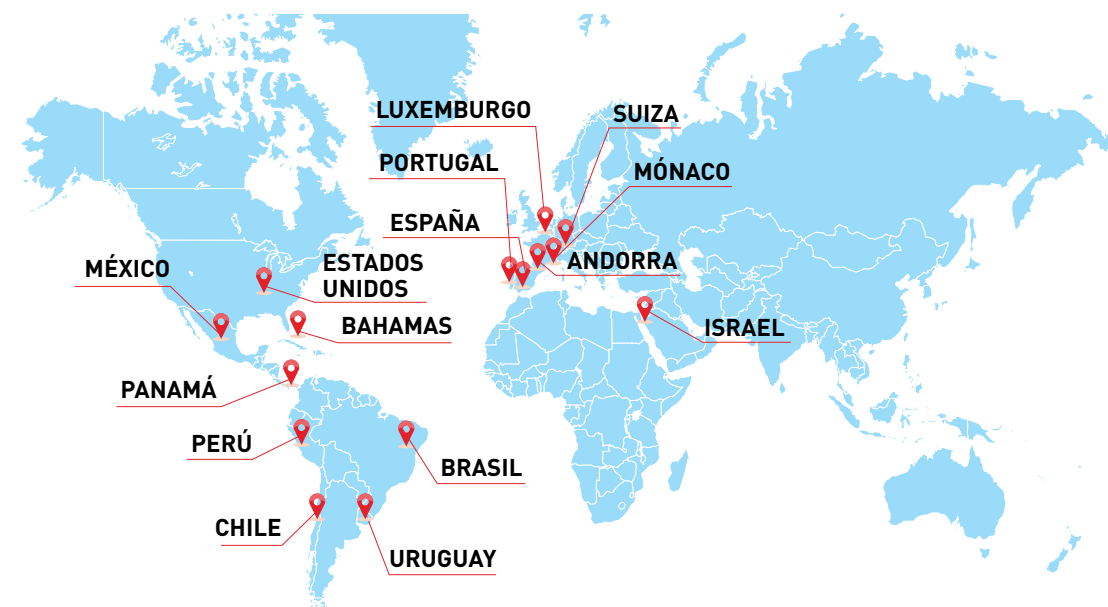 LUXEMBURGO
SUIZA
PORTUGAL
MÓNACO
ESPAÑA
ANDORRA
MÉXICO
ESTADOS
UNIDOS
BAHAMAS
ISRAEL
PANAMÁ
PERÚ
BRASIL
CHILE
URUGUAY